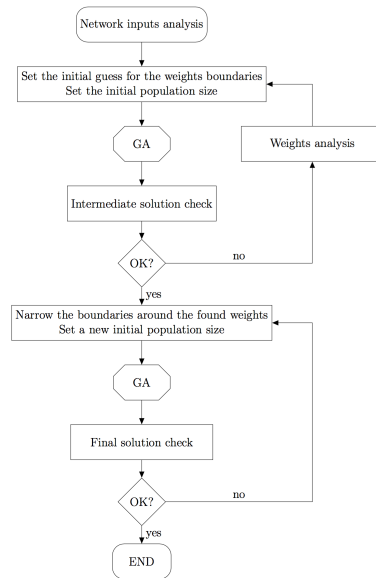 Network inputs analysis
Set the initial guess for the weights boundaries
Set the initial population size
GA
Weights analysis
Intermediate solution check
OK?
no
yes
Narrow the boundaries around the found weights
Set a new initial population size
GA
Final solution check
OK?
no
yes
END